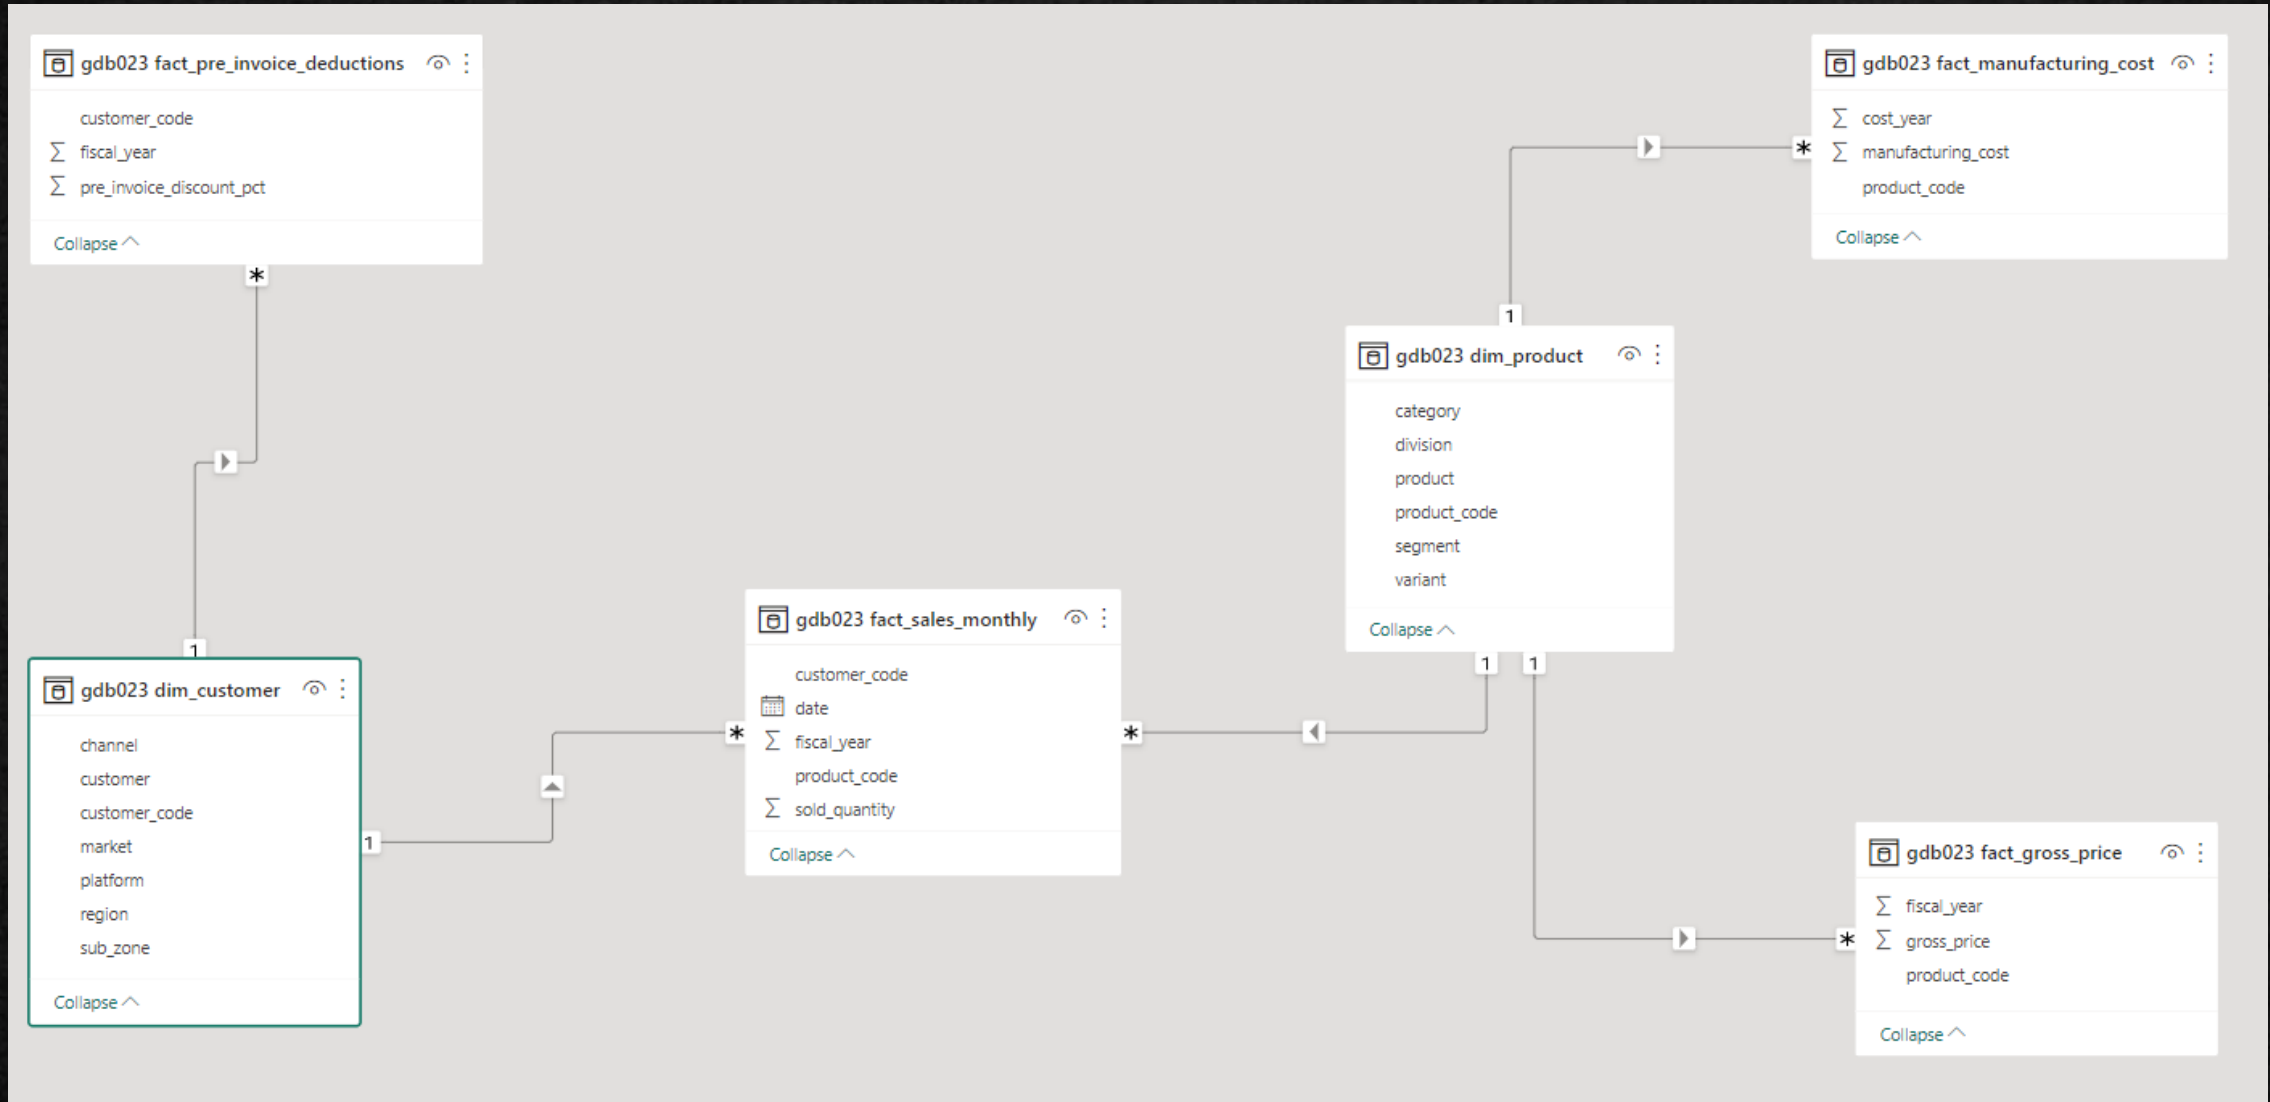 gdb023 fact_pre_invoice_deductions
customer_code
Σ fiscal_year
Σ pre_invoice_discount_pct
Collapse
*
1
gdb023 dim_customer
channel
customer
customer_code
market
platform
region
sub_zone
Collapse
1
*
gdb023 fact_sales_monthly
customer_code
date
Σ fiscal_year
product_code
Σ sold_quantity
Collapse
*
gdb023 dim_product
category
division
product
product_code
segment
variant
Collapse
1
1 1
*
gdb023 fact_manufacturing_cost
Σ cost_year
Σ manufacturing_cost
product_code
Collapse
*
gdb023 fact_gross_price
Σ fiscal_year
Σ gross_price
product_code
Collapse